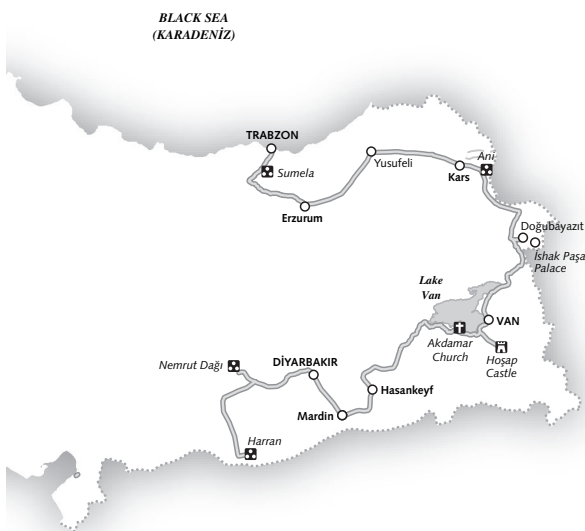 BLACK SEA
(KARADENİZ)
TRABZON
Sumela
Yusufeli
Ani
Kars
Erzurum
Doğubayazıt
İshak Paşa
Palace
Lake
Van
VAN
Akdamar
Church
Hoşap
Castle
Nemrut Dağı
DİYARBAKIR
Hasankeyf
Mardin
Harran